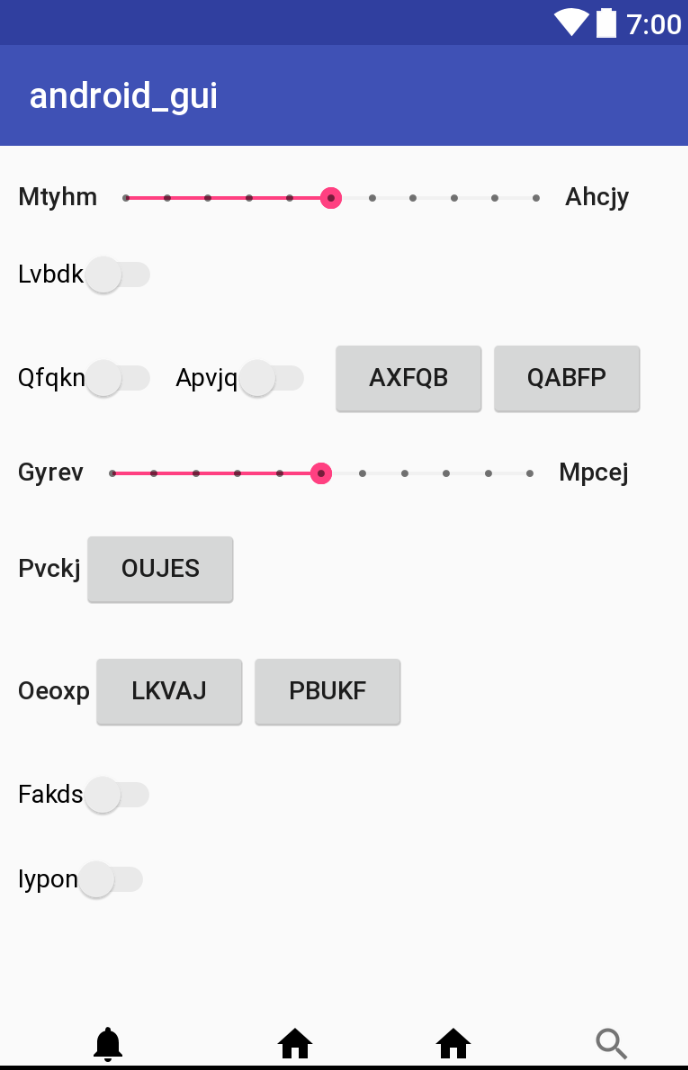 7:00
android_gui
Mtyhm Ahcjy
Lvbdk
Qfqkn Apvjq AXFQB QABFP
Gyrev Mpcej
Pvckj OUJES
Oeoxp LKVAJ PBUKF
Fakds
lypon